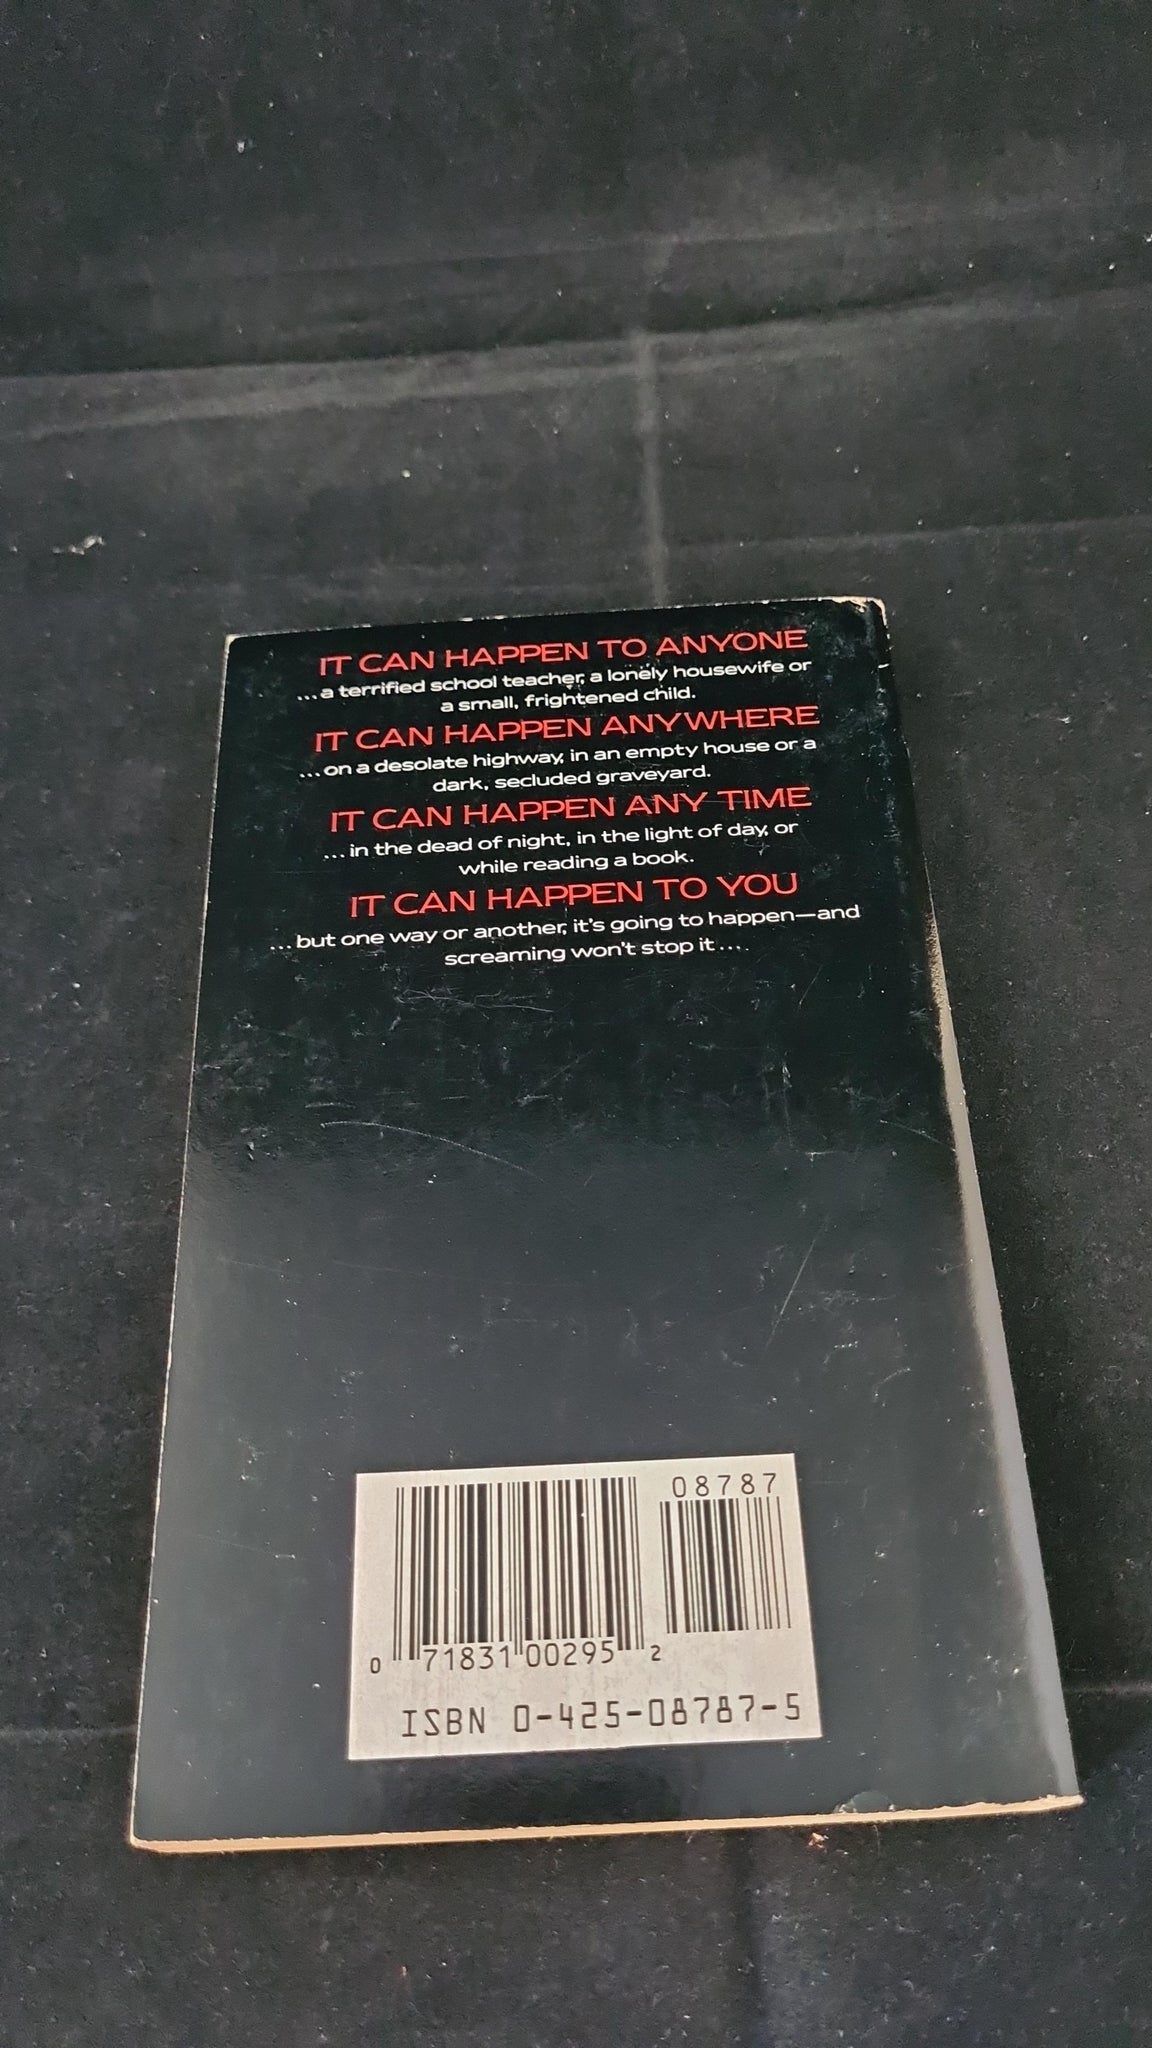 IT CAN HAPPEN TO ANYONE
...a terrified school teacher, a lonely housewife or
a small, frightened child.
IT CAN HAPPEN ANYWHERE
...on a desolate highway, in an empty house or a
dark, secluded graveyard.
IT CAN HAPPEN ANY TIME
...in the dead of night, in the light of day, or
while reading a book.
IT CAN HAPPEN TO YOU
...but one way or another, it's going to happen—and
screaming won't stop it....
08787
0 71831 00295 2
ISBN 0-425-08787-5